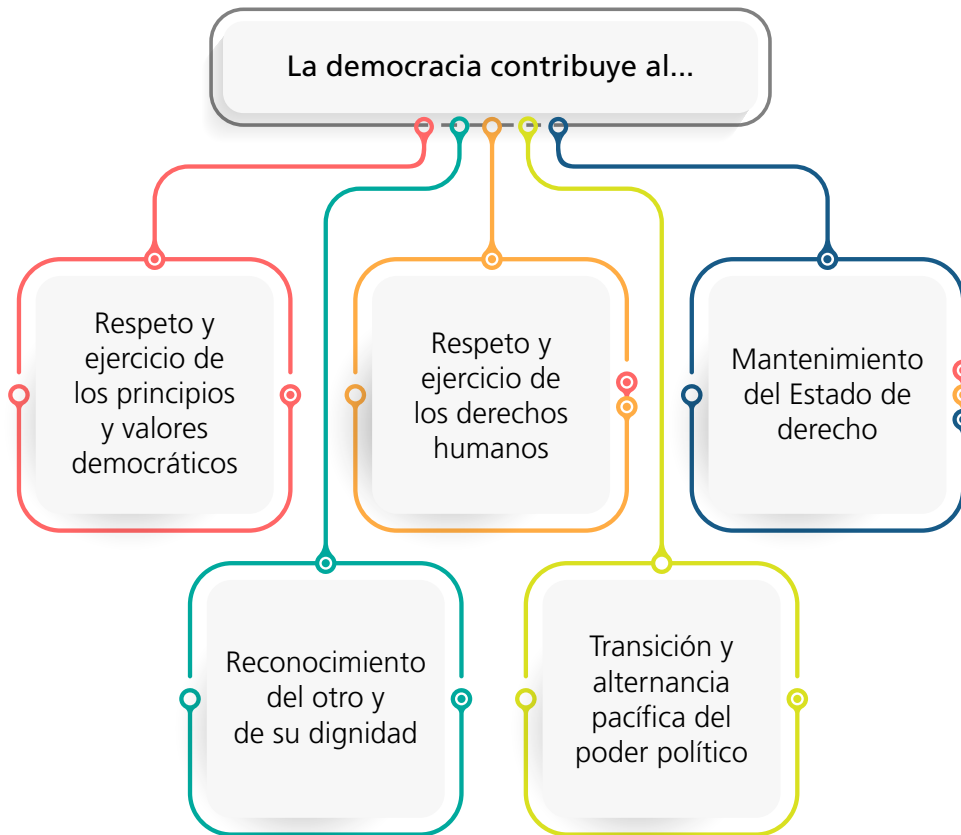 La democracia contribuye al...
Respeto y
ejercicio de
los principios
y valores
democráticos
Respeto y
ejercicio de
los derechos
humanos
Mantenimiento
del Estado de
derecho
Reconocimiento
del otro y
de su dignidad
Transición y
alternancia
pacífica del
poder político